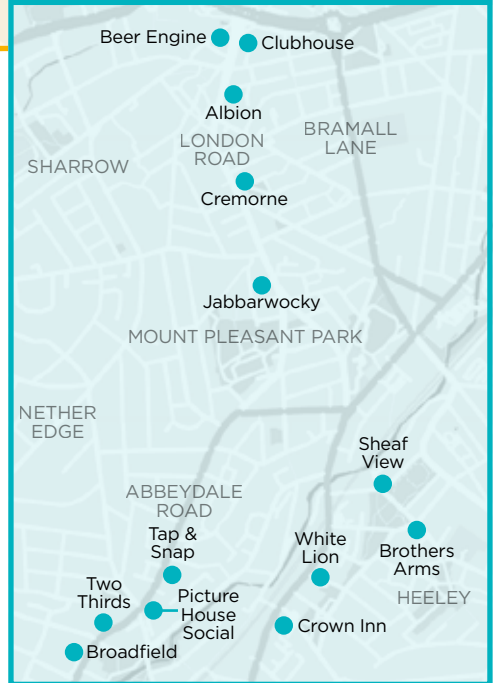 Beer Engine
Clubhouse
Albion
LONDON
ROAD
BRAMALL
LANE
SHARROW
Cremorne
Jabbarwocky
MOUNT PLEASANT PARK
NETHER
EDGE
Sheaf
View
ABBEYDALE
ROAD
Tap &
Snap
White
Lion
Brothers
Arms
Two
Thirds
Picture
House
Social
HEELEY
Crown Inn
Broadfield